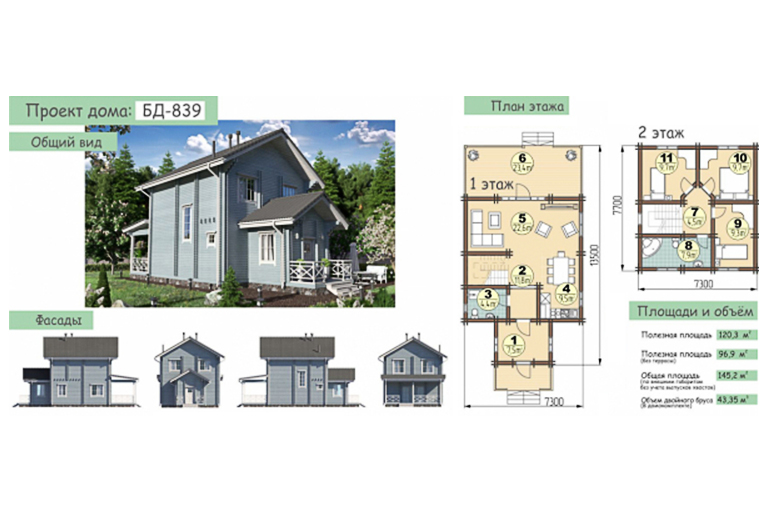 Проект дома: БД-839
Общий вид
Фасады
План этажа
1 этаж
6
23,4м²
5
22,6м²
2
11,8м²
3
4,4м²
4
9,5м²
1
7,5м²
13500
7300
2 этаж
11
9,7м²
10
9,7м²
7
4,5м²
9
9,3м²
8
7,9м²
7700
7300
Площади и объём
Полезная площадь 120,3 м²
Полезная площадь 96,9 м²
(без террасы)
Общая площадь 145,2 м²
(по внешним габаритам
без учета выпусков хвостов)
Объем двойного бруса 43,35 м³
(В домокомплекте)